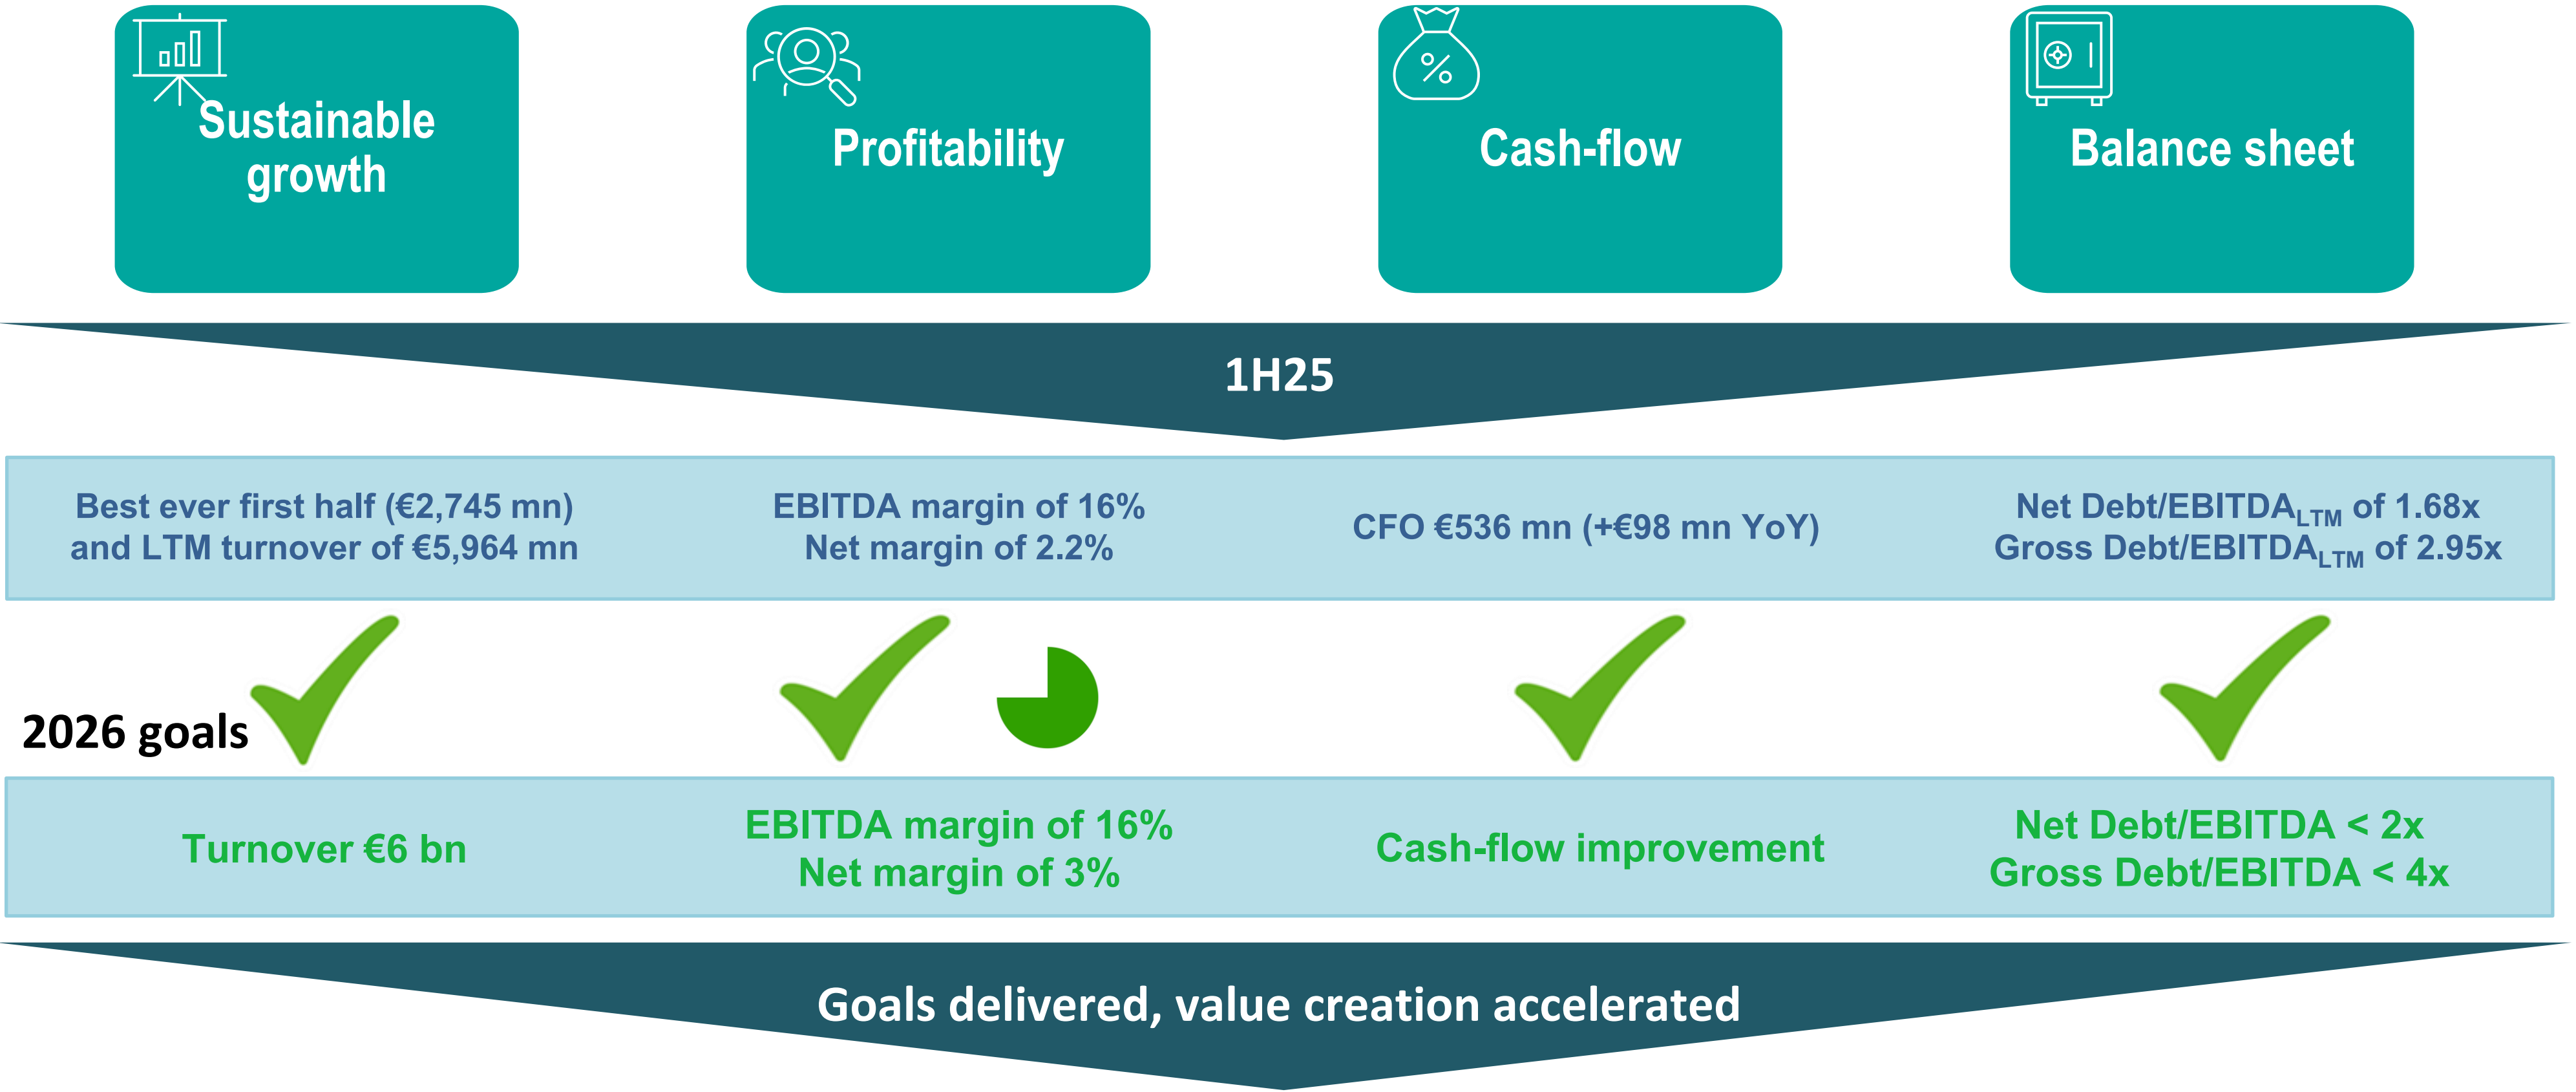 Sustainable
growth
Profitability
Cash-flow
Balance sheet
1H25
Best ever first half (€2,745 mn)
and LTM turnover of €5,964 mn
EBITDA margin of 16%
Net margin of 2.2%
CFO €536 mn (+€98 mn YoY)
Net Debt/EBITDA LTM of 1.68x
Gross Debt/EBITDA LTM of 2.95x
2026 goals
Turnover €6 bn
EBITDA margin of 16%
Net margin of 3%
Cash-flow improvement
Net Debt/EBITDA < 2x
Gross Debt/EBITDA < 4x
Goals delivered, value creation accelerated